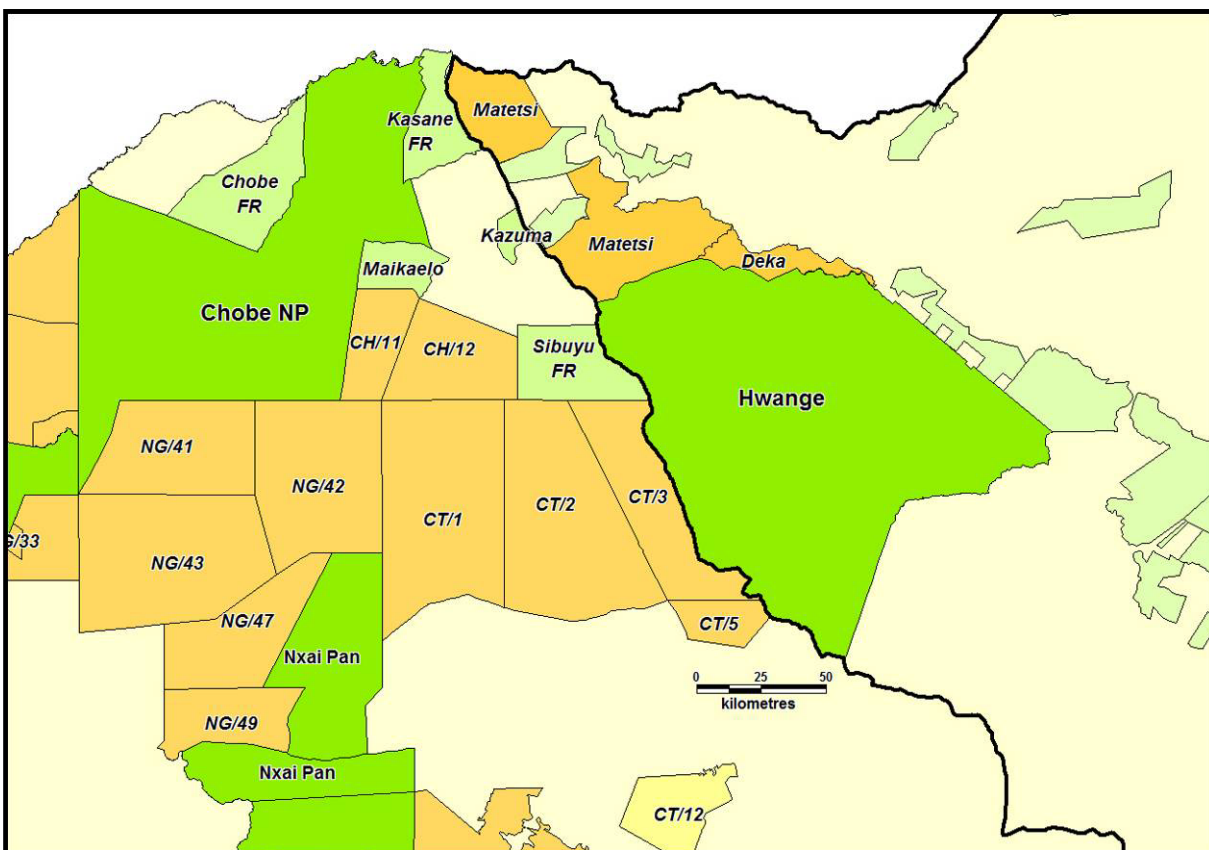 Matetsi
Kasane
FR
Chobe
FR
Kazuma
Matetsi
Maikaelo
Deka
Chobe NP
CH/11
CH/12
Sibuyu
FR
Hwange
NG/41
NG/42
CT/1
CT/2
CT/3
G/33
NG/43
NG/47
CT/5
Nxai Pan
0 25 50
kilometres
NG/49
Nxai Pan
CT/12